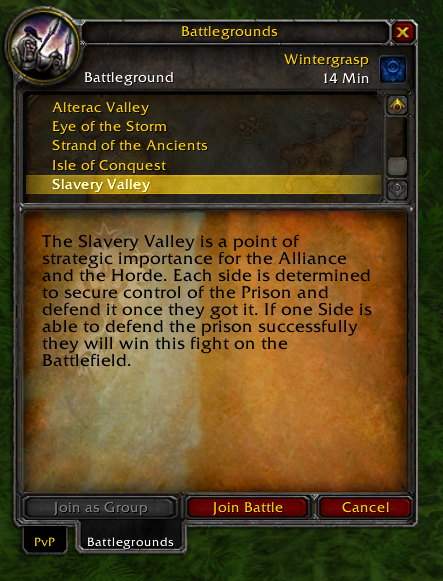 Battlegrounds
Wintergrasp
Battleground
14 Min
Alterac Valley
Eye of the Storm
Strand of the Ancients
Isle of Conquest
Slavery Valley
The Slavery Valley is a point of
strategic importance for the Alliance
and the Horde. Each side is determined
to secure control of the Prison and
defend it once they got it. If one Side is
able to defend the prison successfully
they will win this fight on the
Battlefield.
Join as Group
Join Battle
Cancel
PvP
Battlegrounds